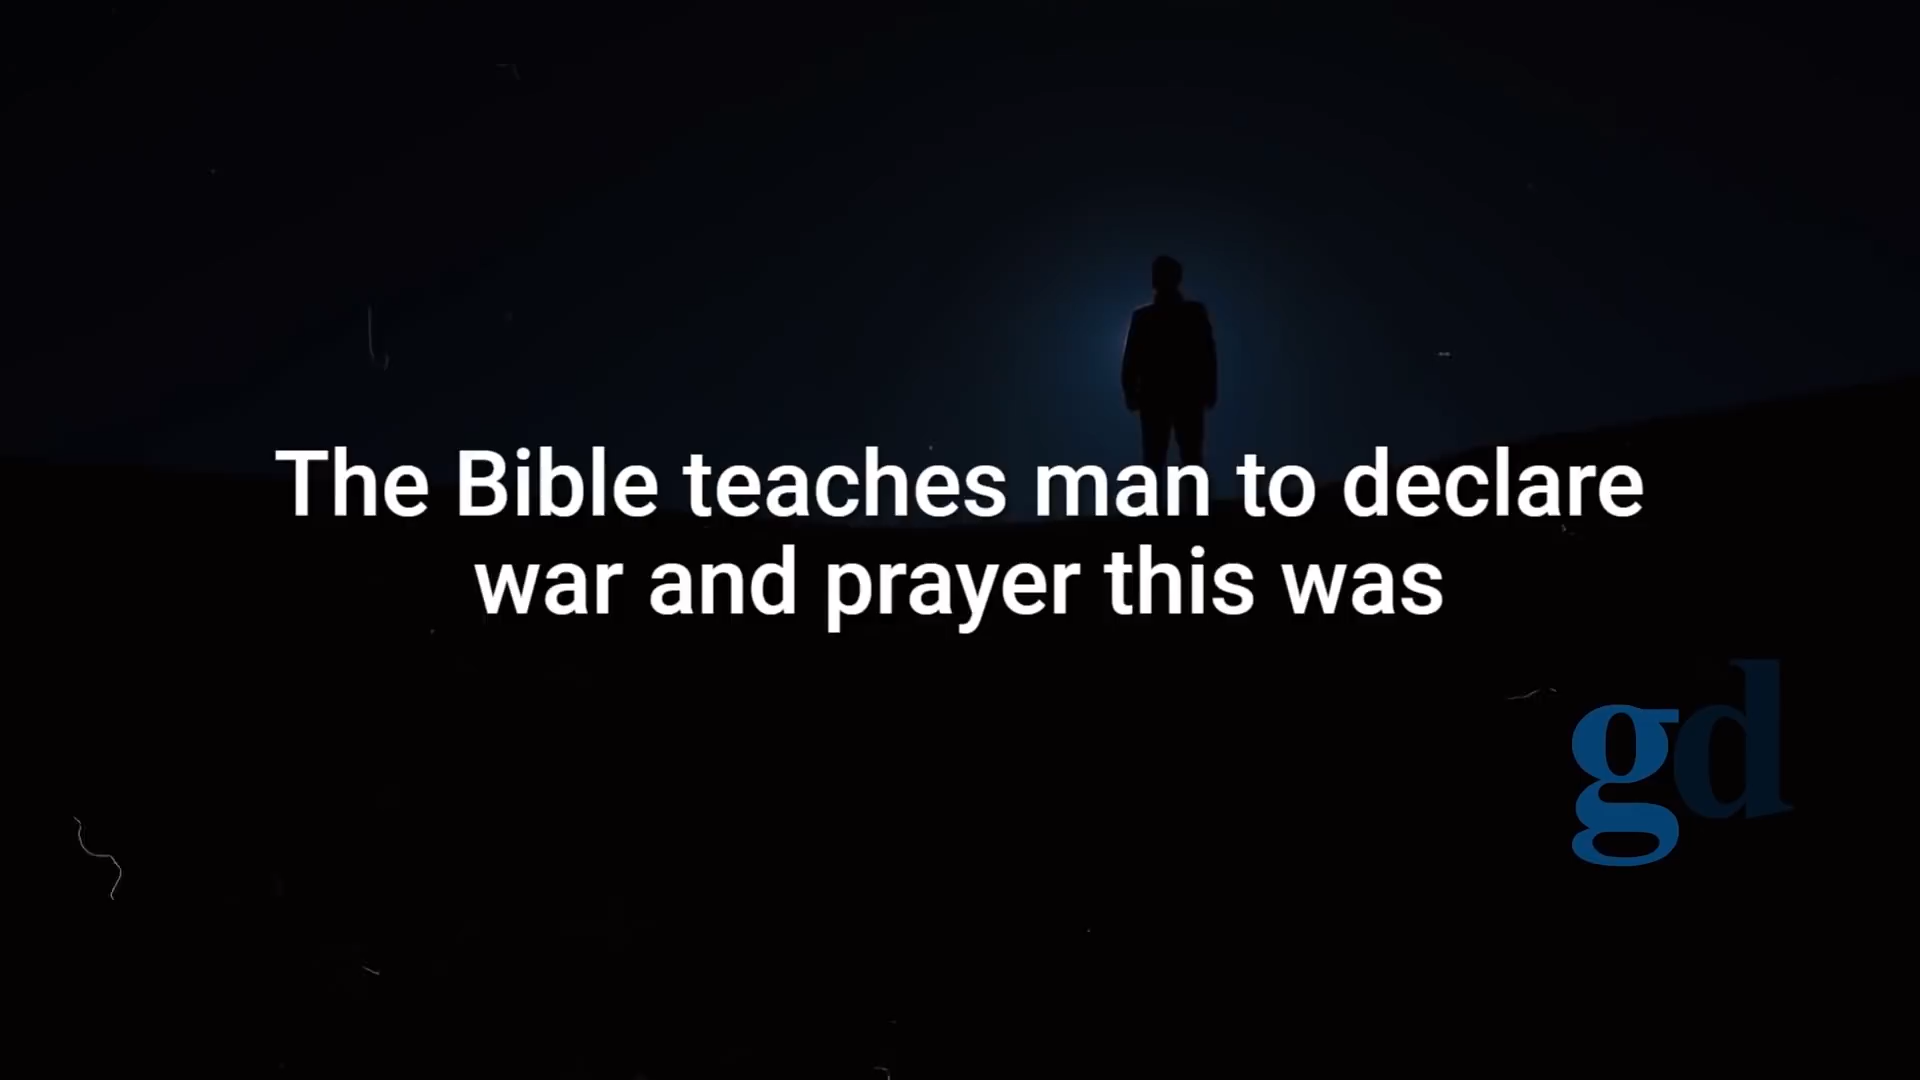 The Bible teaches man to declare
war and prayer this was
gd